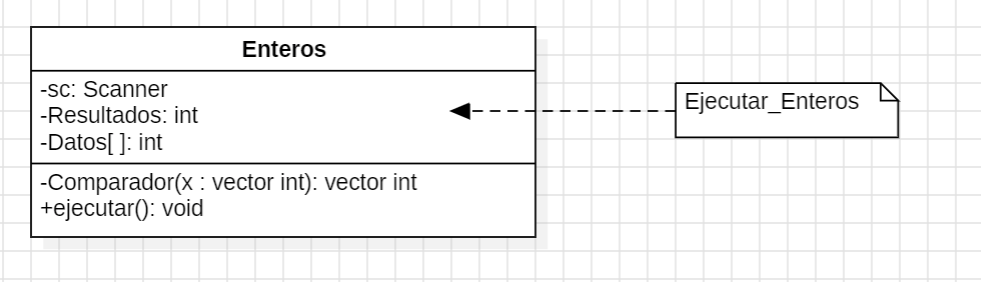 Enteros
-sc: Scanner
-Resultados: int
-Datos[ ]: int
-Comparador(x : vector int): vector int
+ejecutar(): void
Ejecutar_Enteros